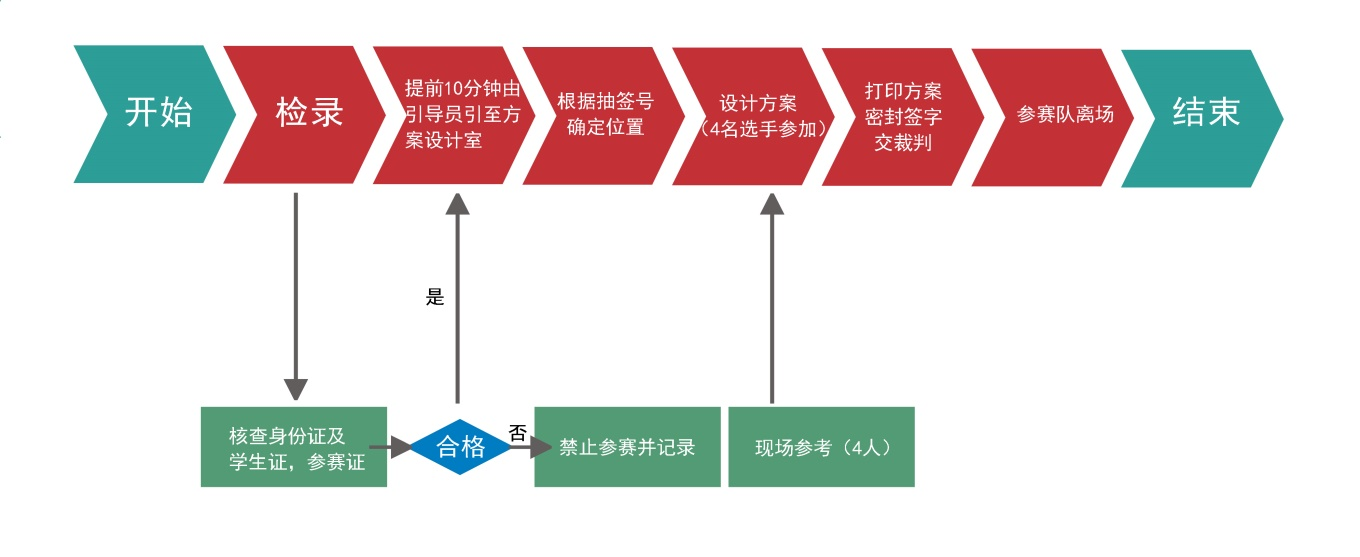 开始
检录
提前10分钟由
引导员引至方
案设计室
根据抽签号
确定位置
设计方案
（4名选手参加）
打印方案
密封签字
交裁判
参赛队离场
结束
是
核查身份证及
学生证，参赛证
合格
否
禁止参赛并记录
现场参考（4人）